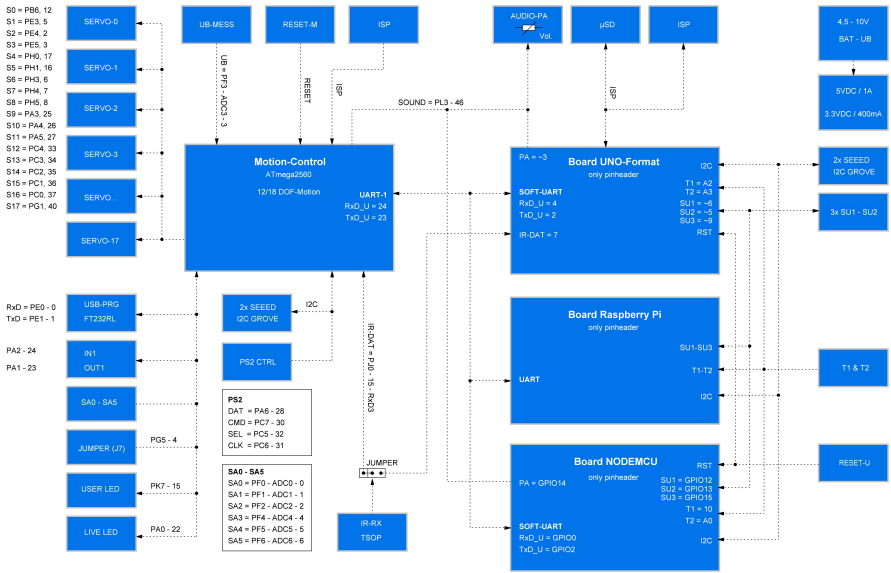 S0 = PB6, 12
S1 = PE3, 5
S2 = PE4, 2
S3 = PE5, 3
S4 = PH0, 17
S5 = PH1, 16
S6 = PH3, 6
S7 = PH4, 7
S8 = PH5, 8
S9 = PA3, 25
S10 = PA4, 26
S11 = PA5, 27
S12 = PC4, 33
S13 = PC3, 34
S14 = PC2, 35
S15 = PC1, 36
S16 = PC0, 37
S17 = PG1, 40
SERVO-0
SERVO-1
SERVO-2
SERVO-3
SERVO...
SERVO-17
UB-MESS
RESET-M
ISP
UB = PF3 - ADC3 - 3
RESET
ISP
SOUND = PL3 - 46
AUDIO-PA
Vol.
µSD
ISP
ISP
4,5 - 10V
BAT - UB
5VDC / 1A
3.3VDC / 400mA
Motion-Control
ATmega2560
12/18 DOF-Motion
UART-1
RxD_U = 24
TxD_U = 23
Board UNO-Format
only pinheader
PA = ~3
SOFT-UART
RxD_U = 4
TxD_U = 2
IR-DAT = 7
I2C
T1 = A2
T2 = A3
SU1 = ~6
SU2 = ~5
SU3 = ~9
RST
2x SEEED
I2C GROVE
3x SU1 - SU2
RxD = PE0 - 0
TxD = PE1 - 1
USB-PRG
FT232RL
PA2 - 24
PA1 - 23
IN1
OUT1
SA0 - SA5
JUMPER (J7)
PG5 - 4
USER LED
PK7 - 15
LIVE LED
PA0 - 22
2x SEEED
I2C GROVE
I2C
PS2 CTRL
PS2
DAT = PA6 - 28
CMD = PC7 - 30
SEL = PC5 - 32
CLK = PC6 - 31
SA0 - SA5
SA0 = PF0 - ADC0 - 0
SA1 = PF1 - ADC1 - 1
SA2 = PF2 - ADC2 - 2
SA3 = PF4 - ADC4 - 4
SA4 = PF5 - ADC5 - 5
SA5 = PF6 - ADC6 - 6
IR-DAT = PJ0 - 15 - RxD3
JUMPER
IR-RX
TSOP
Board Raspberry Pi
only pinheader
UART
SU1-SU3
T1-T2
I2C
T1 & T2
Board NODEMCU
only pinheader
PA = GPIO14
SOFT-UART
RxD_U = GPIO0
TxD_U = GPIO2
RST
SU1 = GPIO12
SU2 = GPIO13
SU3 = GPIO15
T1 = 10
T2 = A0
I2C
RESET-U